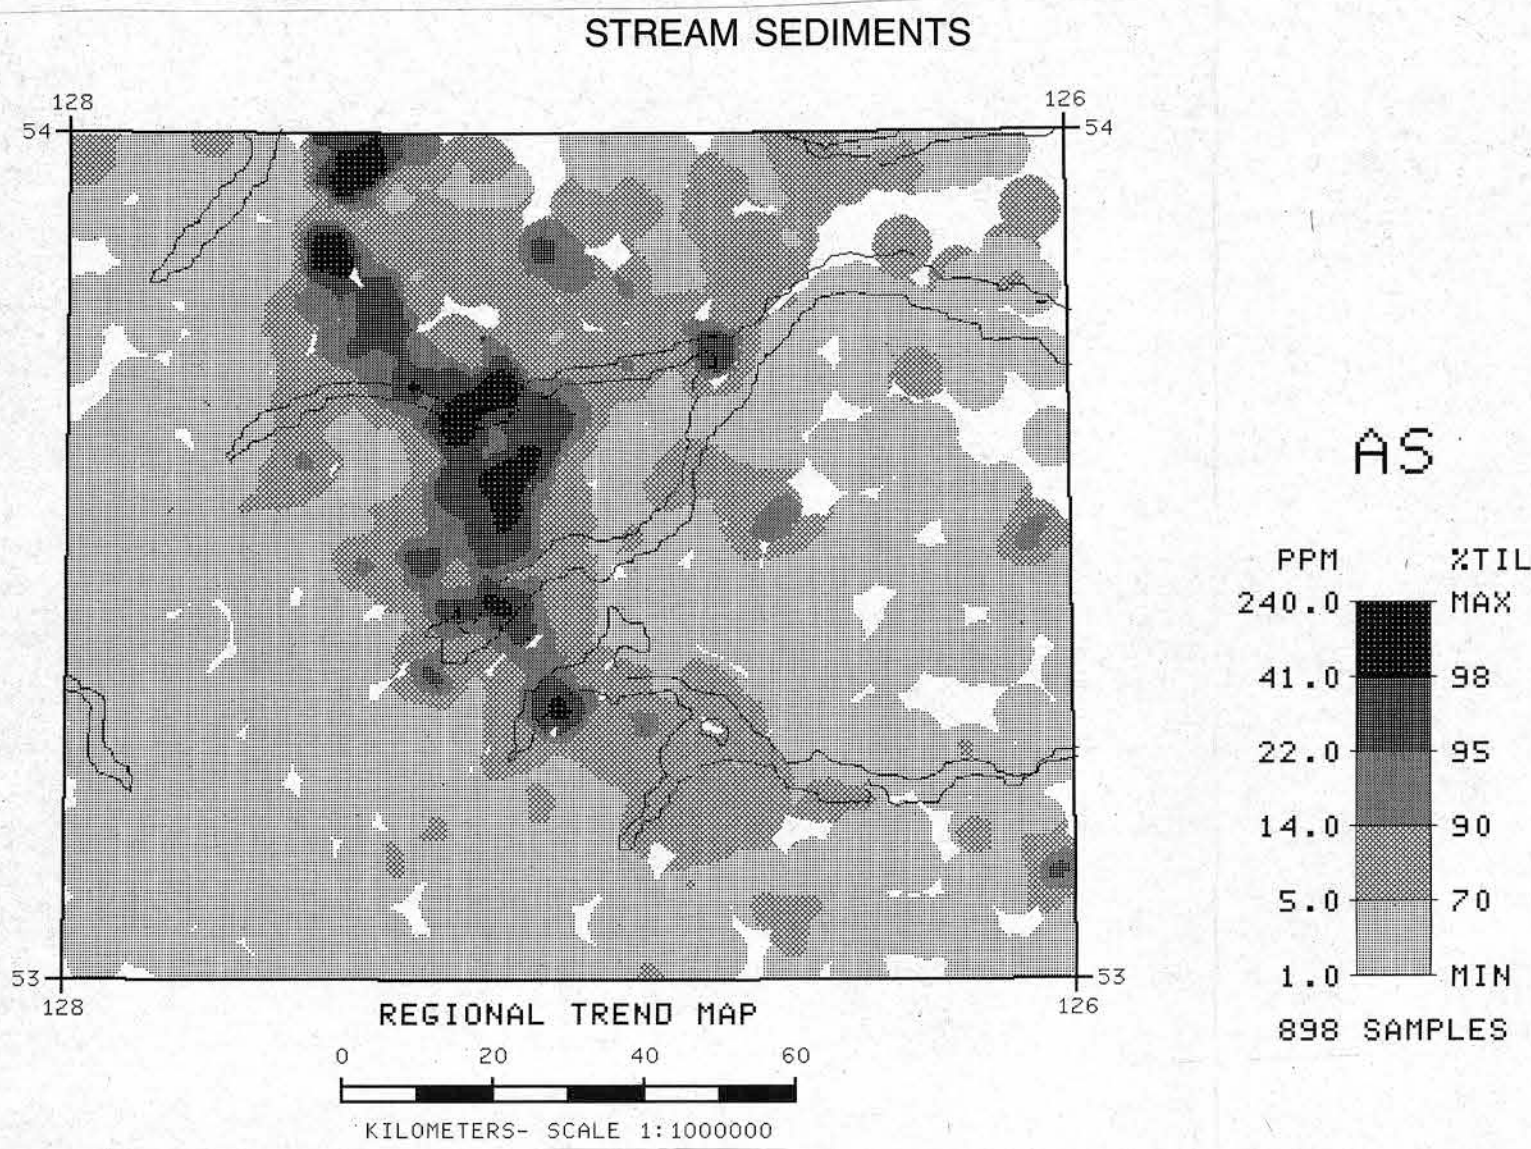 STREAM SEDIMENTS
128
126
54
54
AS
PPM
%TIL
240.0
MAX
41.0
98
22.0
95
14.0
90
5.0
70
1.0
MIN
53
53
128
126
REGIONAL TREND MAP
898 SAMPLES
0
20
40
60
KILOMETERS- SCALE 1:1000000